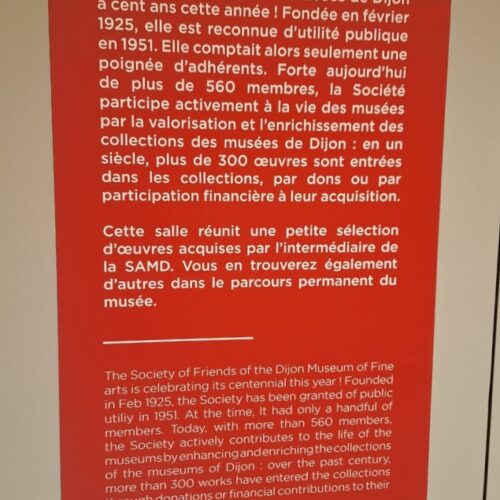 à cent ans cette année ! Fondée en février
1925, elle est reconnue d'utilité publique
en 1951. Elle comptait alors seulement une
poignée d'adhérents. Forte aujourd'hui
de plus de 560 membres, la Société
participe activement à la vie des musées
par la valorisation et l'enrichissement des
collections des musées de Dijon : en un
siècle, plus de 300 œuvres sont entrées
dans les collections, par dons ou par
participation financière à leur acquisition.
Cette salle réunit une petite sélection
d'œuvres acquises par l'intermédiaire de
la SAMD. Vous en trouverez également
d'autres dans le parcours permanent du
musée.
The Society of Friends of the Dijon Museum of Fine
arts is celebrating its centennial this year ! Founded
in Feb 1925, the Society has been granted of public
utiliy in 1951. At the time, It had only a handful of
members. Today, with more than 560 members,
the Society actively contributes to the life of the
museums by enhancing and enriching the collections
of the museums of Dijon : over the past century,
more than 300 works have entered the collections
through donations or financial contributions to their